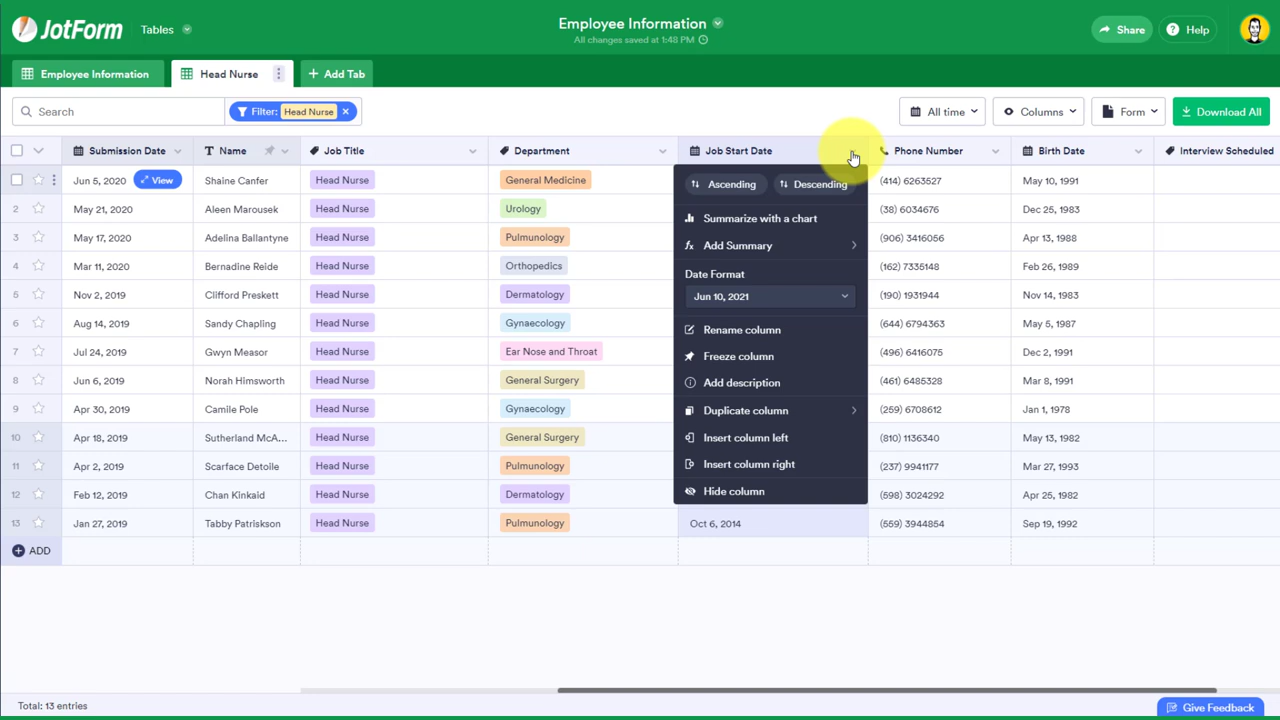 JotForm
Tables
Employee Information
All changes saved at 1:48 PM
Share
Help
Employee Information
Head Nurse
Add Tab
Search
Filter: Head Nurse
All time
Columns
Form
Download All
Submission Date Name Job Title Department Job Start Date Phone Number Birth Date Interview Scheduled
Jun 5, 2020 View Shaine Canfer Head Nurse General Medicine (414) 6263527 May 10, 1991
2 May 21, 2020 Aleen Marousek Head Nurse Urology (38) 6034676 Dec 25, 1983
3 May 17, 2020 Adelina Ballantyne Head Nurse Pulmunology (906) 3416056 Apr 13, 1988
4 Mar 11, 2020 Bernadine Reide Head Nurse Orthopedics (162) 7335148 Feb 26, 1989
5 Nov 2, 2019 Clifford Preskett Head Nurse Dermatology (190) 1931944 Nov 14, 1983
6 Aug 14, 2019 Sandy Chapling Head Nurse Gynaecology (644) 6794363 May 5, 1987
7 Jul 24, 2019 Gwyn Measor Head Nurse Ear Nose and Throat (496) 6416075 Dec 2, 1991
8 Jun 6, 2019 Norah Himsworth Head Nurse General Surgery (461) 6485328 Mar 8, 1991
9 Apr 30, 2019 Camile Pole Head Nurse Gynaecology (259) 6708612 Jan 1, 1978
10 Apr 18, 2019 Sutherland McA... Head Nurse General Surgery (810) 1136340 May 13, 1982
11 Apr 2, 2019 Scarface Detoile Head Nurse Pulmunology (237) 9941177 Mar 27, 1993
12 Feb 12, 2019 Chan Kinkaid Head Nurse Dermatology (598) 3024292 Apr 25, 1982
13 Jan 27, 2019 Tabby Patriskson Head Nurse Pulmunology Oct 6, 2014 (559) 3944854 Sep 19, 1992
ADD
Ascending Descending
Summarize with a chart
Add Summary
Date Format
Jun 10, 2021
Rename column
Freeze column
Add description
Duplicate column
Insert column left
Insert column right
Hide column
Total: 13 entries
Give Feedback